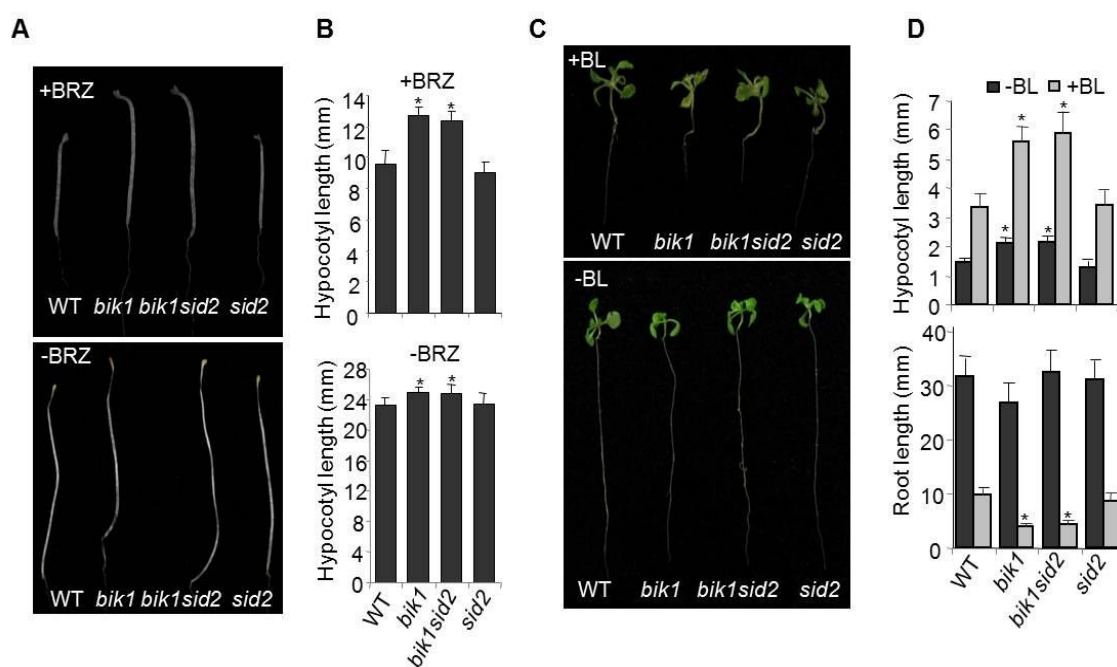 A
+BRZ
WT bik1 bik1sid2 sid2
-BRZ
WT bik1 bik1sid2 sid2
B
+BRZ
Hypocotyl length (mm)
14
12
10
8
6
4
2
0
* *
-BRZ
Hypocotyl length (mm)
28
24
22
16
12
8
4
0
* *
WT bik1 bik1sid2 sid2
C
+BL
WT bik1 bik1sid2 sid2
-BL
WT bik1 bik1sid2 sid2
D
-BL +BL
Hypocotyl length (mm)
7
6
5
4
3
2
1
0
* * * *
Root length (mm)
40
30
20
10
0
* *
WT bik1 bik1sid2 sid2